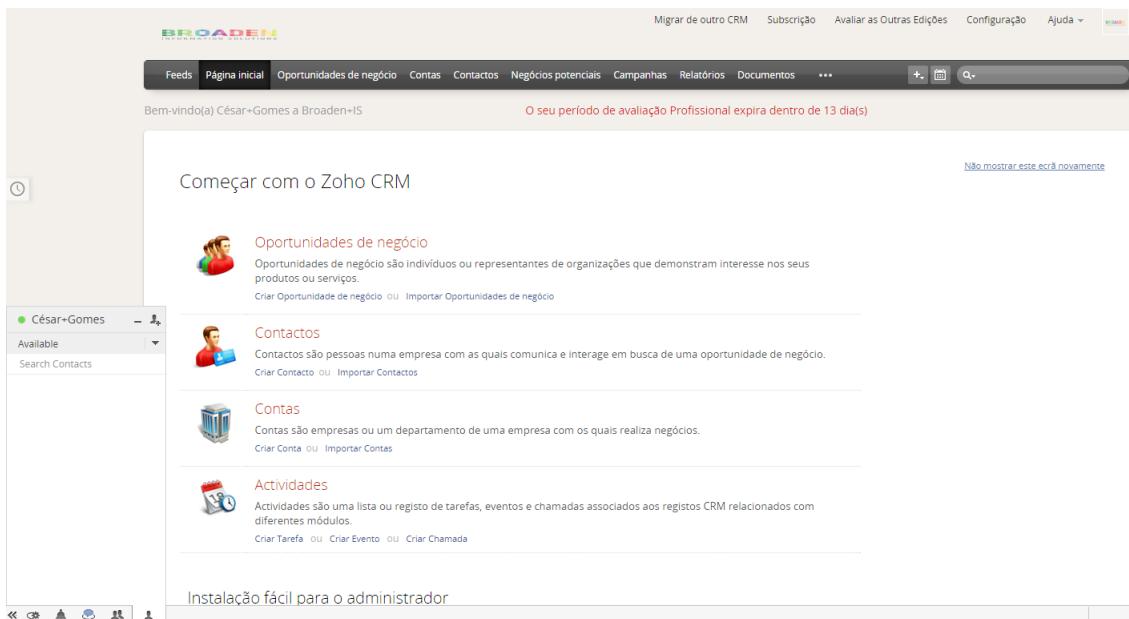 Migrar de outro CRM Subscrição Avaliar as Outras Edições Configuração Ajuda
BROADEN
INFORMATION SOLUTIONS
Feeds Página inicial Oportunidades de negócio Contas Contactos Negócios potenciais Campanhas Relatórios Documentos
Bem-vindo(a) César+Gomes a Broaden+IS O seu período de avaliação Profissional expira dentro de 13 dia(s)
Não mostrar este ecrã novamente
Começar com o Zoho CRM
Oportunidades de negócio
Oportunidades de negócio são indivíduos ou representantes de organizações que demonstram interesse nos seus
produtos ou serviços.
Criar Oportunidade de negócio ou Importar Oportunidades de negócio
César+Gomes
Available
Search Contacts
Contactos
Contactos são pessoas numa empresa com as quais comunica e interage em busca de uma oportunidade de negócio.
Criar Contacto ou Importar Contactos
Contas
Contas são empresas ou um departamento de uma empresa com os quais realiza negócios.
Criar Conta ou Importar Contas
Actividades
Actividades são uma lista ou registo de tarefas, eventos e chamadas associados aos registos CRM relacionados com
diferentes módulos.
Criar Tarefa ou Criar Evento ou Criar Chamada
Instalação fácil para o administrador